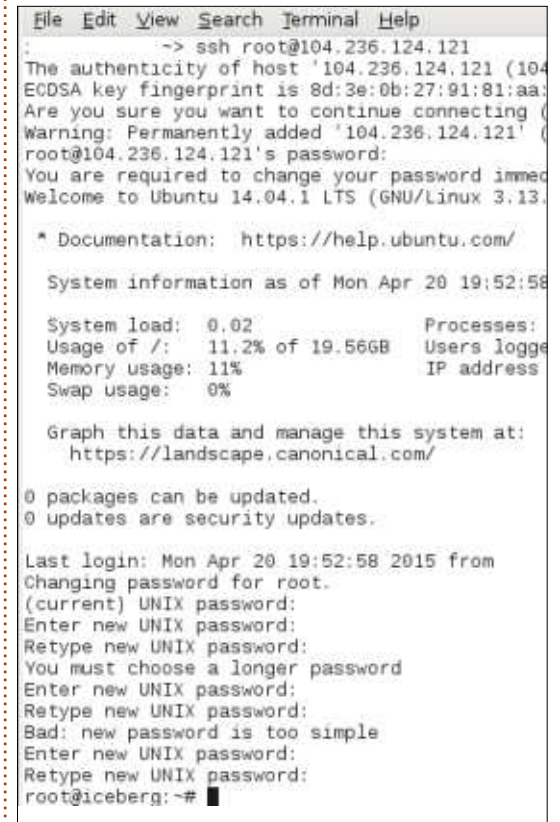 File Edit View Search Terminal Help
: ~> ssh root@104.236.124.121
The authenticity of host '104.236.124.121 (104
ECDSA key fingerprint is 8d:3e:0b:27:91:81:aa:
Are you sure you want to continue connecting (
Warning: Permanently added '104.236.124.121' (
root@104.236.124.121's password:
You are required to change your password immed
Welcome to Ubuntu 14.04.1 LTS (GNU/Linux 3.13.
* Documentation: https://help.ubuntu.com/
System information as of Mon Apr 20 19:52:58
System load: 0.02 Processes:
Usage of /: 11.2% of 19.56GB Users logge
Memory usage: 11% IP address
Swap usage: 0%
Graph this data and manage this system at:
https://landscape.canonical.com/
0 packages can be updated.
0 updates are security updates.
Last login: Mon Apr 20 19:52:58 2015 from
Changing password for root.
(current) UNIX password:
Enter new UNIX password:
Retype new UNIX password:
You must choose a longer password
Enter new UNIX password:
Retype new UNIX password:
Bad: new password is too simple
Enter new UNIX password:
Retype new UNIX password:
root@iceberg:~#